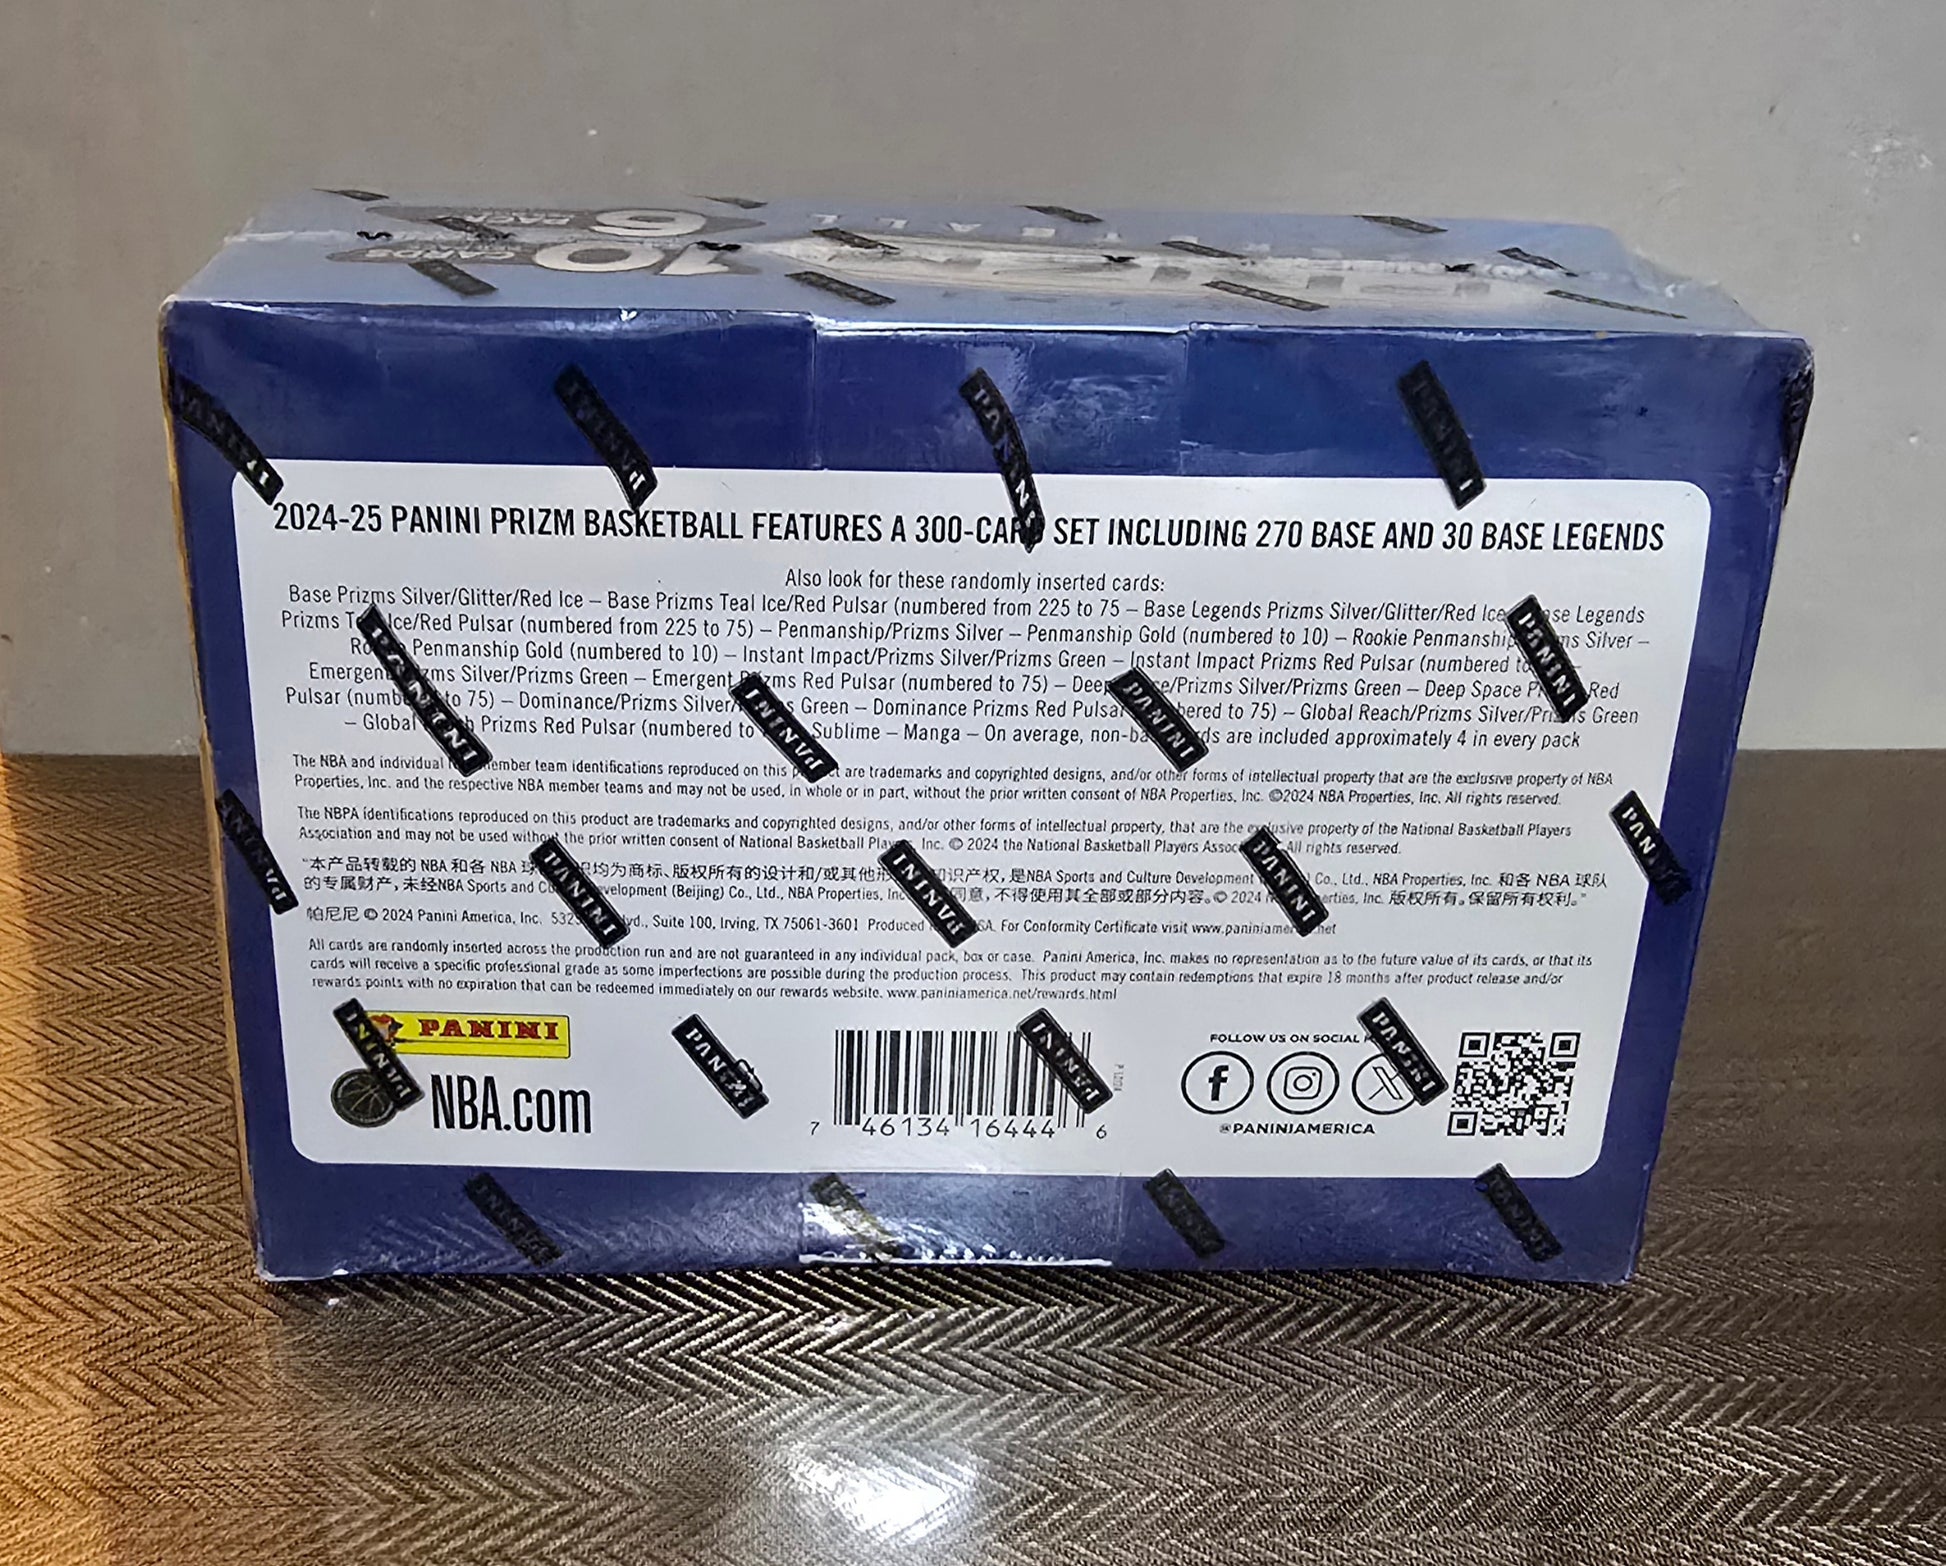 10 CARDS
6
2024-25 PANINI PRIZM BASKETBALL FEATURES A 300-CARD SET INCLUDING 270 BASE AND 30 BASE LEGENDS
Also look for these randomly inserted cards:
Base Prizms Silver/Glitter/Red Ice – Base Prizms Teal Ice/Red Pulsar (numbered from 225 to 75 – Base Legends Prizms Silver/Glitter/Red Ice Legends
Prizms Ice/Red Pulsar (numbered from 225 to 75) – Penmanship/Prizms Silver – Penmanship Gold (numbered to 10) – Rookie Penmanship Silver –
Penmanship Gold (numbered to 10) – Instant Impact/Prizms Silver/Prizms Green – Instant Impact Prizms Red Pulsar (numbered
Emergent Silver/Prizms Green – Emergent Prizms Red Pulsar (numbered to 75) – Deep /Prizms Silver/Prizms Green – Deep Space Red
Pulsar to 75) – Dominance/Prizms Green – Dominance Prizms Red Pulsar to 75) – Global Reach/Prizms Silver/Prizms Green
– Global Prizms Red Pulsar (numbered to Sublime – Manga – On average, are included approximately 4 in every pack
The NBA and individual member team identifications reproduced on this are trademarks and copyrighted designs, and/or other forms of intellectual property that are the exclusive property of NBA
Properties, Inc. and the respective NBA member teams and may not be used, in whole or in part, without the prior written consent of NBA Properties, Inc. ©2024 NBA Properties, Inc. All rights reserved.
The NBPA identifications reproduced on this product are trademarks and copyrighted designs, and/or other forms of intellectual property, that are the exclusive property of the National Basketball Players
Association and may not be used without the prior written consent of National Basketball Inc. © 2024 the National Basketball Players All rights reserved.
"本产品转载的 NBA 和各 NBA 均为商标、版权所有的设计和/或其他 识产权, 是NBA Sports and Culture Development Co., Ltd., NBA Properties, Inc. 和各 NBA 球队
的专属财产, 未经NBA Sports and Development (Beijing) Co., Ltd., NBA Properties, Inc 同意, 不得使用其全部或部分内容。© 2024 Inc. 版权所有。保留所有权利。"
帕尼尼 © 2024 Panini America, Inc. Suite 100, Irving, TX 75061-3601 Produced For Conformity Certificate visit
All cards are randomly inserted across the production run and are not guaranteed in any individual pack, box or case. Panini America, Inc. makes no representation as to the future value of its cards, or that its
cards will receive a specific professional grade as some imperfections are possible during the production process. This product may contain redemptions that expire 18 months after product release and/or
rewards points with no expiration that can be redeemed immediately on our rewards website. www.paniniamerica.net/rewards.html
PANINI
NBA.com
7 46134 16444 6
FOLLOW US ON SOCIAL
@PANINIAMERICA